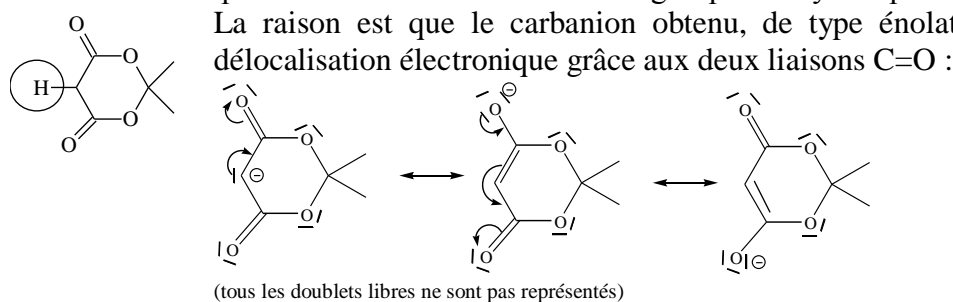 La raison est que le carbanion obtenu, de type énolat
délocalisation électronique grâce aux deux liaisons C=O :
O
H
O
O
O
O
O
O
O
⊖
O
O
O
O
⊖
O
O
O
O
⊖
(tous les doublets libres ne sont pas représentés)